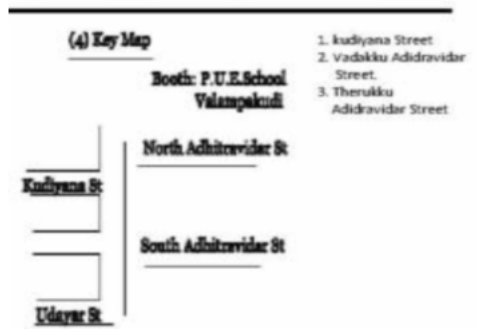 (4) Key Map
Booth: P.U.E.School
Valampakudi
North Adhitravidar St
Kudiyana St
South Adhitravidar St
Udayar St
1. kudiyana Street
2. Vadakku Adidravidar
Street.
3. Therukku
Adidravidar Street